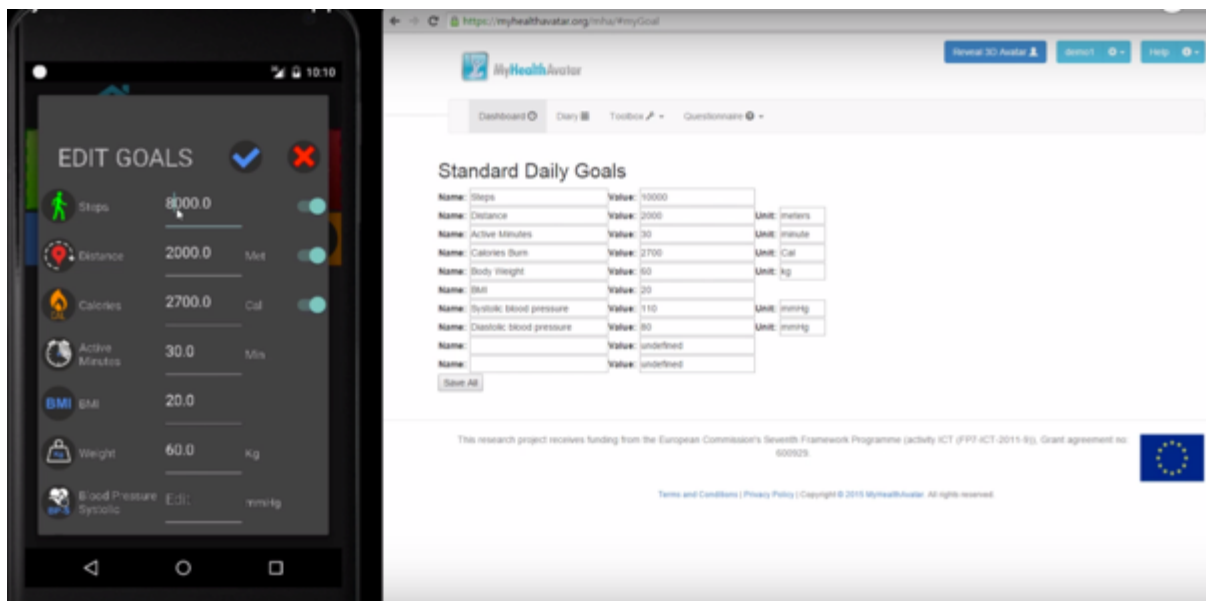 10:10
EDIT GOALS
Steps 8000.0
Distance 2000.0 Met
CAL Calories 2700.0 Cal
Active Minutes 30.0 Min
BMI BMI 20.0
Kg Weight 60.0 Kg
BP-S Blood Pressure Systolic Edit mmHg
https://myhealthavatar.org/mha/#myGoal
MyHealthAvatar
Reveal 3D Avatar demo1 Help
Dashboard Diary Toolbox Questionnaire
Standard Daily Goals
Name: Steps Value: 10000
Name: Distance Value: 2000 Unit: meters
Name: Active Minutes Value: 30 Unit: minute
Name: Calories Burn Value: 2700 Unit: Cal
Name: Body Weight Value: 60 Unit: kg
Name: BMI Value: 20
Name: Systolic blood pressure Value: 110 Unit: mmHg
Name: Diastolic blood pressure Value: 80 Unit: mmHg
Name: Value: undefined
Name: Value: undefined
Save All
This research project receives funding from the European Commission's Seventh Framework Programme (activity ICT (FP7-ICT-2011-9)), Grant agreement no:
600929.
Terms and Conditions | Privacy Policy | Copyright © 2015 MyHealthAvatar. All rights reserved.